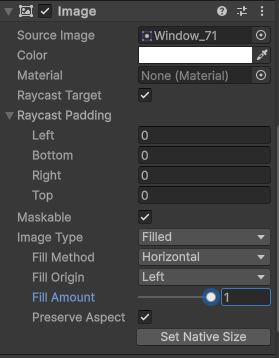 Image
Source Image Window_71
Color
Material None (Material)
Raycast Target
Raycast Padding
Left 0
Bottom 0
Right 0
Top 0
Maskable
Image Type Filled
Fill Method Horizontal
Fill Origin Left
Fill Amount 1
Preserve Aspect
Set Native Size